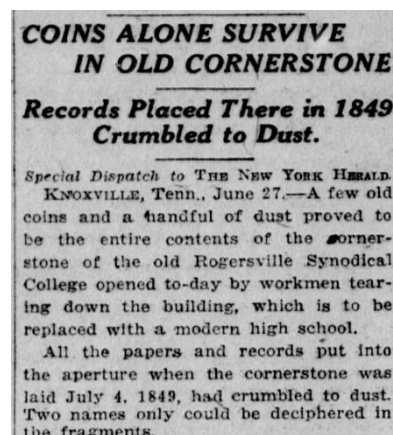 COINS ALONE SURVIVE
IN OLD CORNERSTONE
Records Placed There in 1849
Crumbled to Dust.
Special Dispatch to THE NEW YORK HERALD.
KNOXVILLE, Tenn., June 27.—A few old
coins and a handful of dust proved to
be the entire contents of the corner-
stone of the old Rogersville Synodical
College opened to-day by workmen tear-
ing down the building, which is to be
replaced with a modern high school.
All the papers and records put into
the aperture when the cornerstone was
laid July 4, 1849, had crumbled to dust.
Two names only could be deciphered in
the fragments.